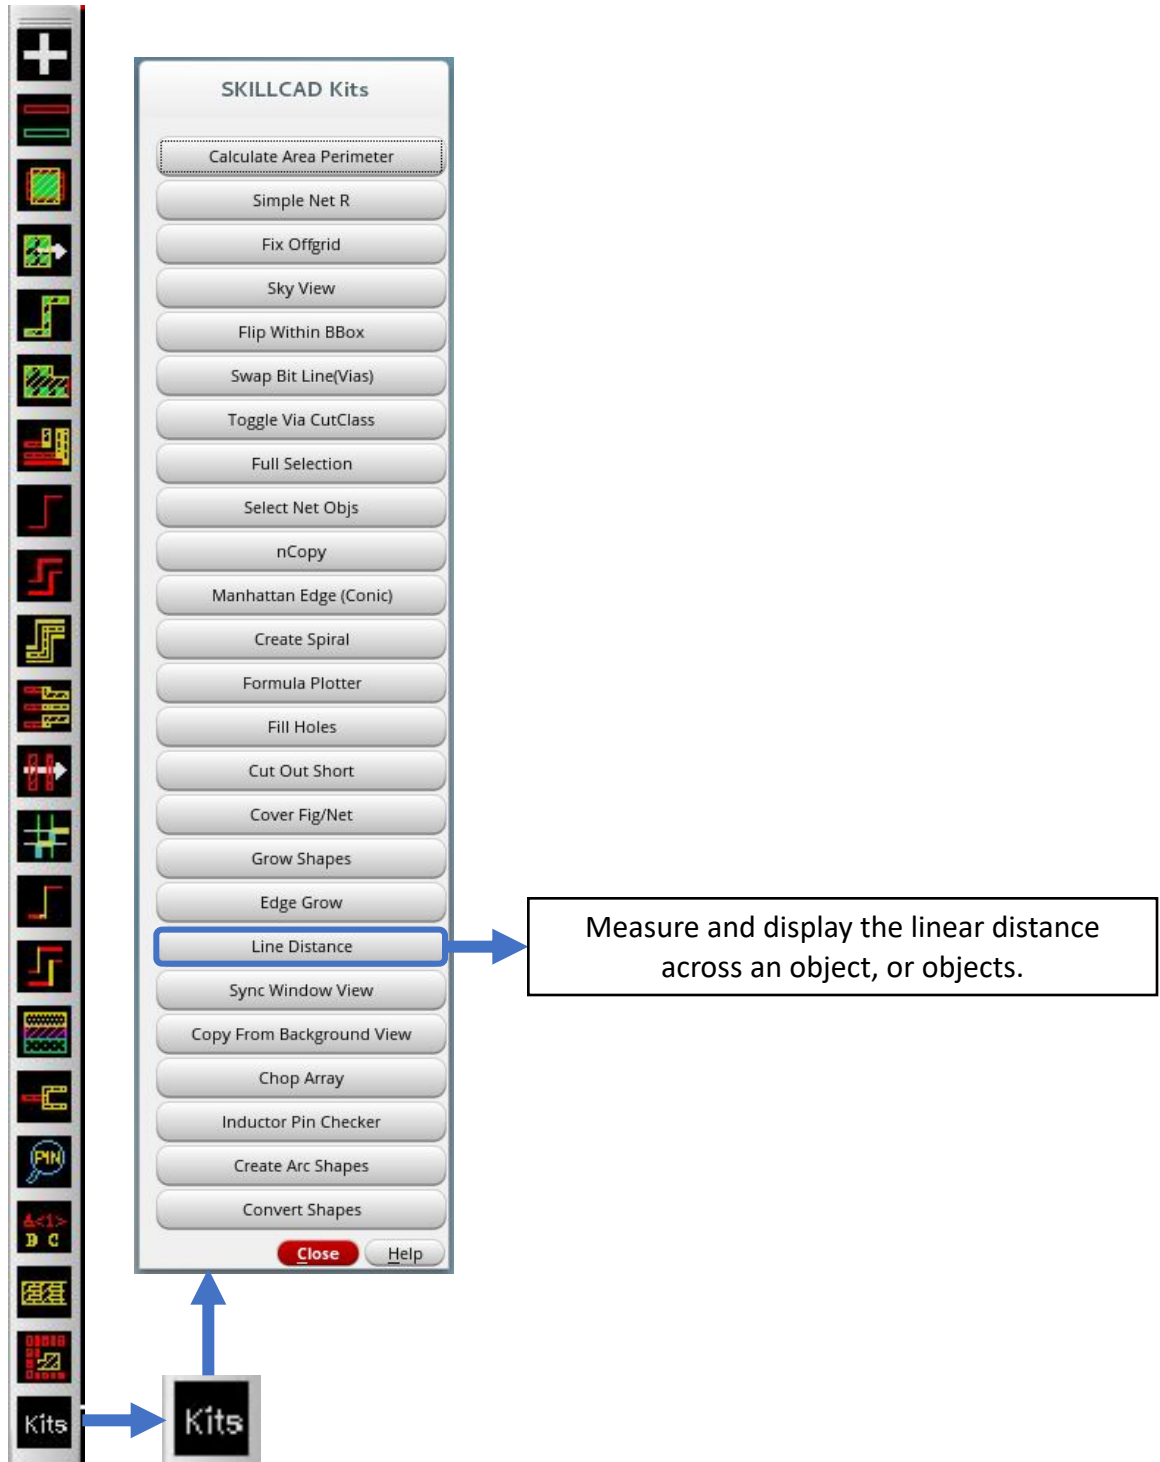 SKILLCAD Kits
Calculate Area Perimeter
Simple Net R
Fix Offgrid
Sky View
Flip Within BBox
Swap Bit Line(Vias)
Toggle Via CutClass
Full Selection
Select Net Objs
nCopy
Manhattan Edge (Conic)
Create Spiral
Formula Plotter
Fill Holes
Cut Out Short
Cover Fig/Net
Grow Shapes
Edge Grow
Line Distance
Sync Window View
Copy From Background View
Chop Array
Inductor Pin Checker
Create Arc Shapes
Convert Shapes
Close Help
Measure and display the linear distance
across an object, or objects.
PIN
A<1>
B C
Kits
Kits